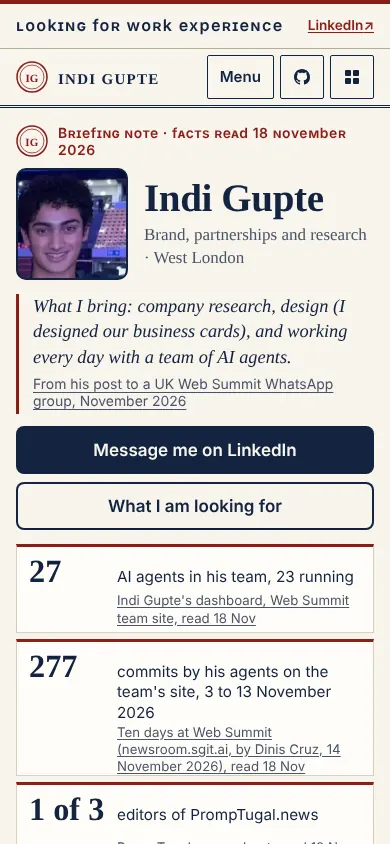 Looking for work experience
LinkedIn↗
IG
INDI GUPTE
Menu
IG
Briefing note · facts read 18 November
2026
Indi Gupte
Brand, partnerships and research
· West London
What I bring: company research, design (I
designed our business cards), and working
every day with a team of AI agents.
From his post to a UK Web Summit WhatsApp
group, November 2026
Message me on LinkedIn
What I am looking for
27
AI agents in his team, 23 running
Indi Gupte's dashboard, Web Summit
team site, read 18 Nov
277
commits by his agents on the
team's site, 3 to 13 November
2026
Ten days at Web Summit
(newsroom.sgit.ai, by Dinis Cruz, 14
November 2026), read 18 Nov
1 of 3
editors of PrompTugal.news